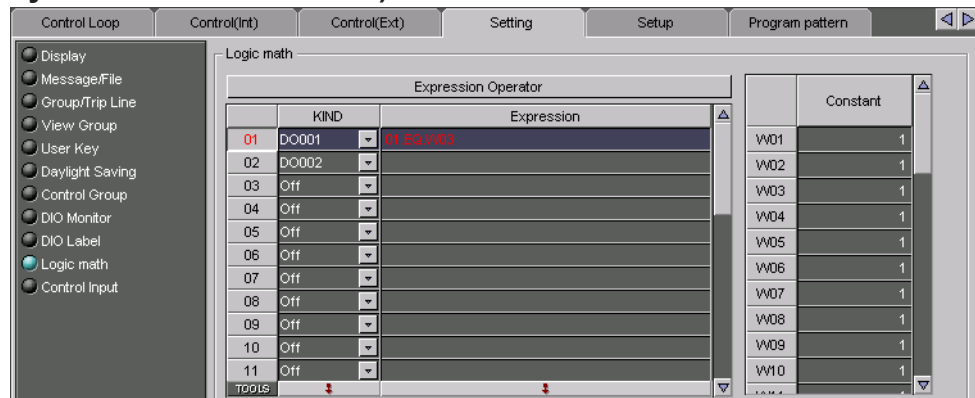 Control Loop Control(Int) Control(Ext) Setting Setup Program pattern
Display
Message/File
Group/Trip Line
View Group
User Key
Daylight Saving
Control Group
DIO Monitor
DIO Label
Logic math
Control Input
Logic math
Expression Operator
KIND Expression
01 DO001 01.EQ.W03
02 DO002
03 Off
04 Off
05 Off
06 Off
07 Off
08 Off
09 Off
10 Off
11 Off
TOOLS
Constant
W01 1
W02 1
W03 1
W04 1
W05 1
W06 1
W07 1
W08 1
W09 1
W10 1